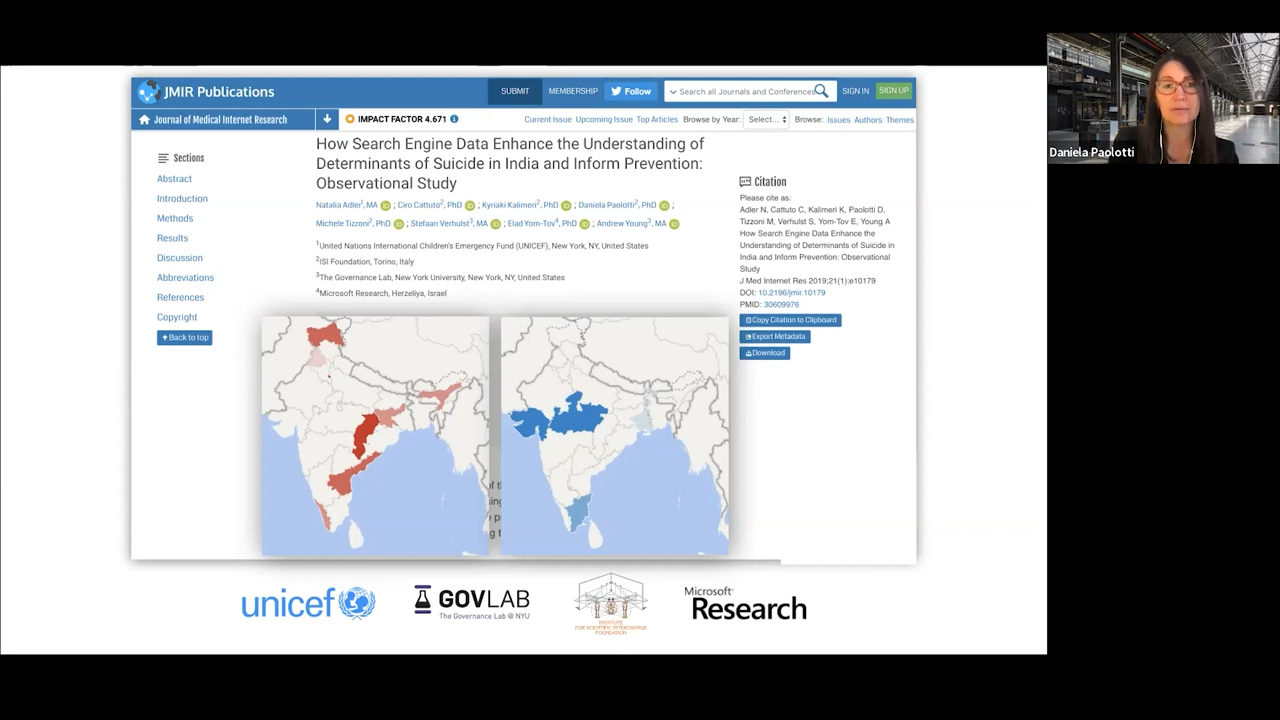 JMIR Publications
SUBMIT
MEMBERSHIP
Follow
Search all Journals and Conferences
SIGN IN
SIGN UP
Journal of Medical Internet Research
IMPACT FACTOR 4.671
Current Issue
Upcoming Issue
Top Articles
Browse by Year:
Select...
Browse:
Issues
Authors
Themes
Sections
Abstract
Introduction
Methods
Results
Discussion
Abbreviations
References
Copyright
Back to top
How Search Engine Data Enhance the Understanding of
Determinants of Suicide in India and Inform Prevention:
Observational Study
Natalia Adler1, MA ; Ciro Cattuto2, PhD ; Kyriaki Kalimeri2, PhD ; Daniela Paolotti2, PhD ;
Michele Tizzoni2, PhD ; Stefaan Verhulst3, MA ; Elad Yom-Tov4, PhD ; Andrew Young3, MA
1United Nations International Children's Emergency Fund (UNICEF), New York, NY, United States
2ISI Foundation, Torino, Italy
3The Governance Lab, New York University, New York, NY, United States
4Microsoft Research, Herzeliya, Israel
Citation
Please cite as:
Adler N, Cattuto C, Kalimeri K, Paolotti D,
Tizzoni M, Verhulst S, Yom-Tov E, Young A
How Search Engine Data Enhance the
Understanding of Determinants of Suicide in
India and Inform Prevention: Observational
Study
J Med Internet Res 2019;21(1):e10179
DOI: 10.2196/jmir.10179
PMID: 30609976
Copy Citation to Clipboard
Export Metadata
Download
unicef
GOVLAB
The Governance Lab @ NYU
INSTITUTE
FOR SCIENTIFIC INTERCHANGE
FOUNDATION
Microsoft
Research
Daniela Paolotti